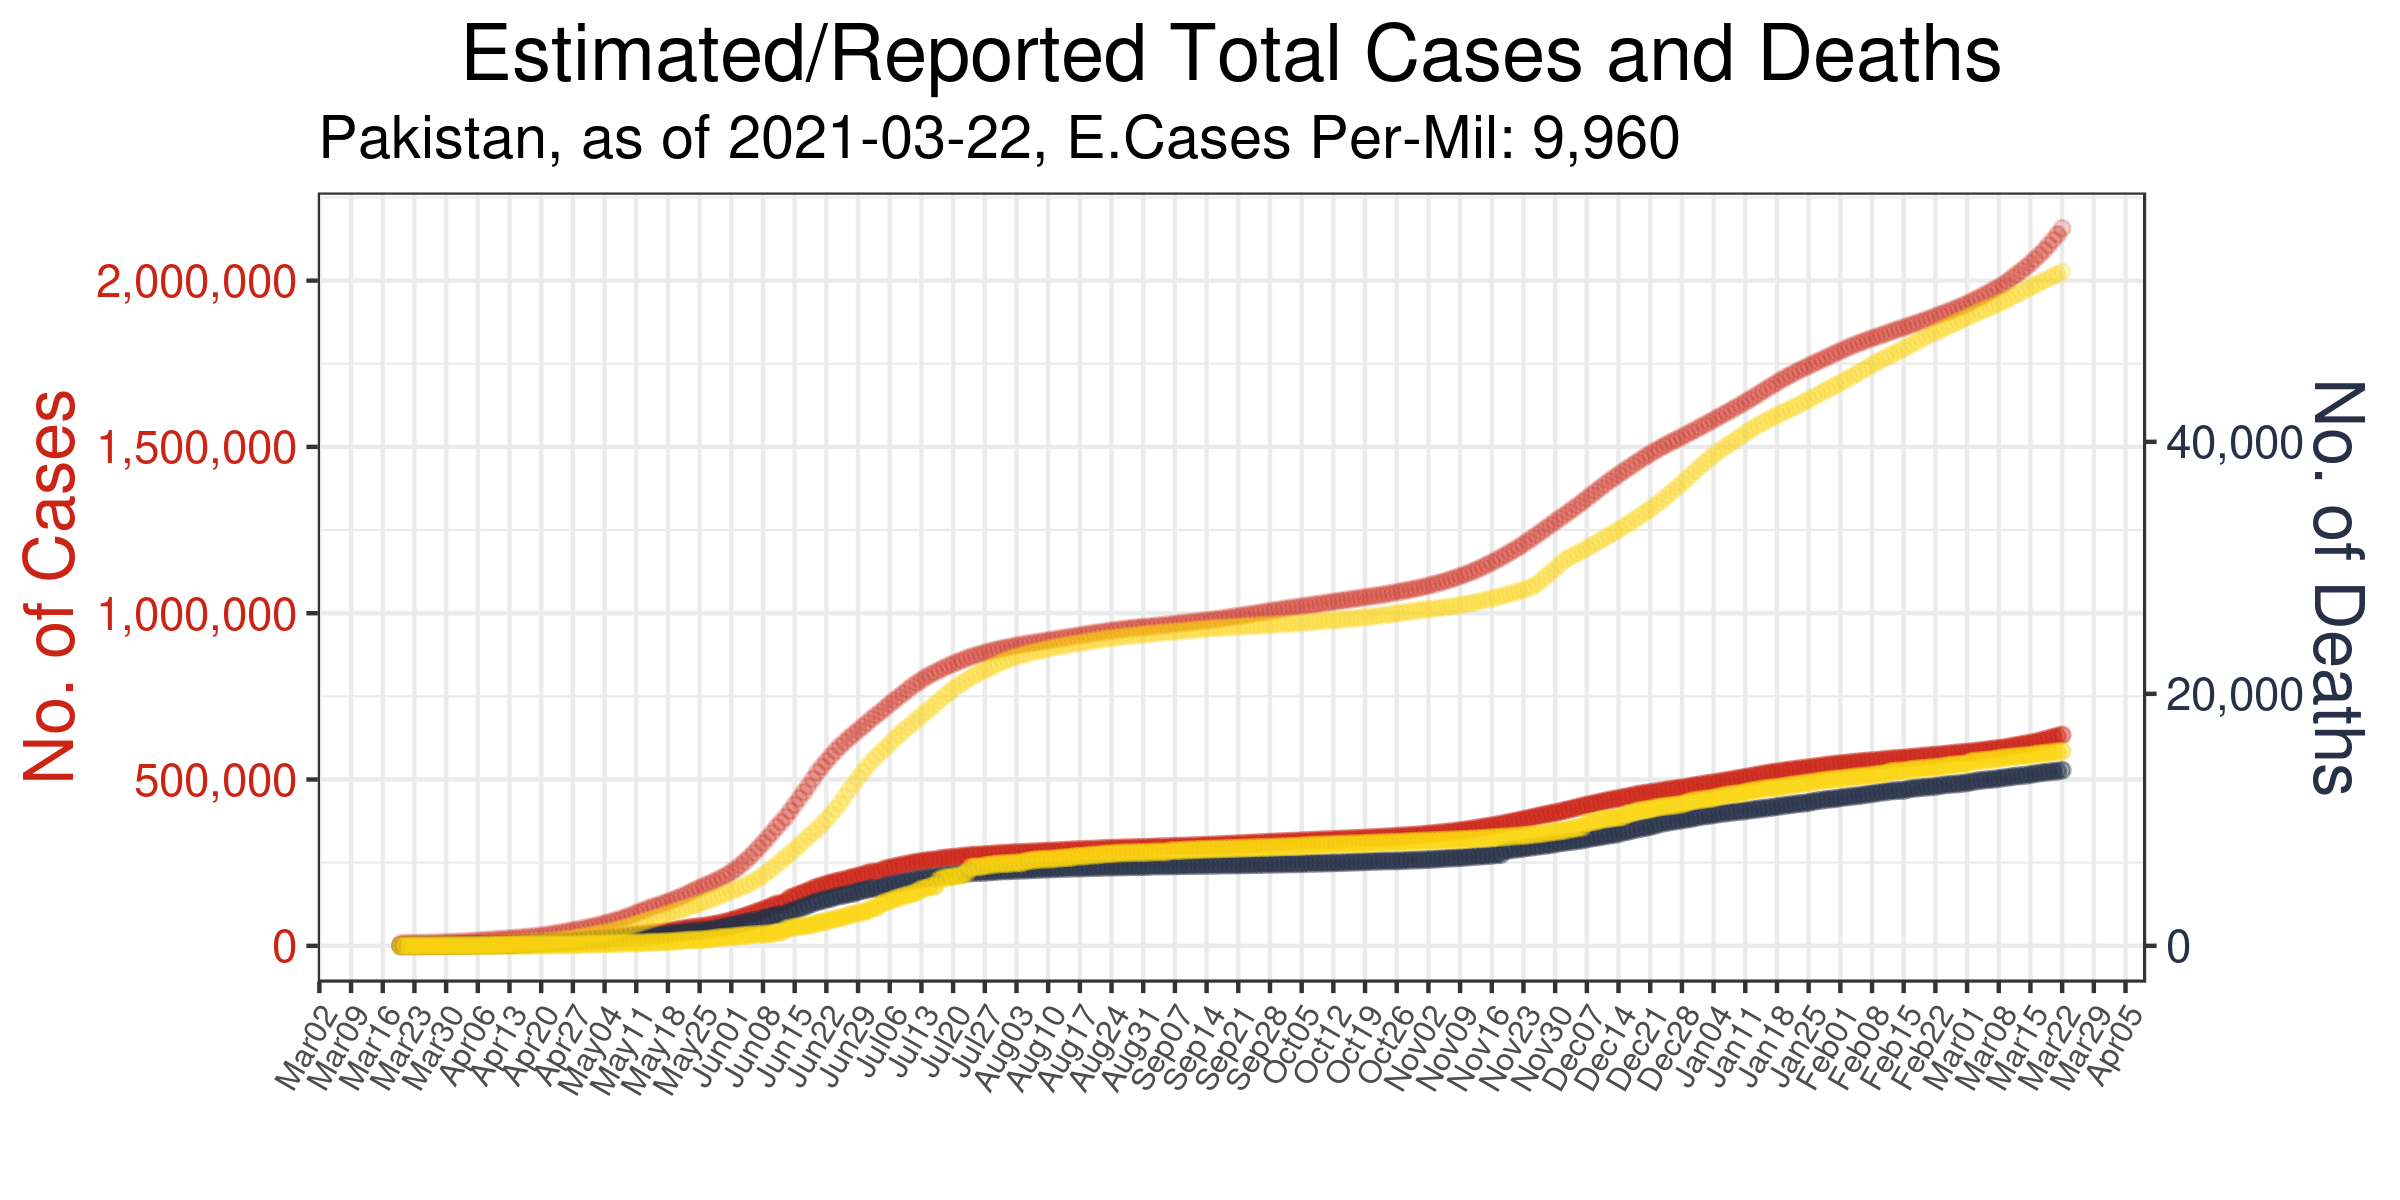 Estimated/Reported Total Cases and Deaths
Pakistan, as of 2021-03-22, E.Cases Per-Mil: 9,960
No. of Cases
2,000,000
1,500,000
1,000,000
500,000
0
No. of Deaths
40,000
20,000
0
Mar02
Mar09
Mar16
Mar23
Mar30
Apr06
Apr13
Apr20
Apr27
May04
May11
May18
May25
Jun01
Jun08
Jun15
Jun22
Jun29
Jul06
Jul13
Jul20
Jul27
Aug03
Aug10
Aug17
Aug24
Aug31
Sep07
Sep14
Sep21
Sep28
Oct05
Oct12
Oct19
Oct26
Nov02
Nov09
Nov16
Nov23
Nov30
Dec07
Dec14
Dec21
Dec28
Jan04
Jan11
Jan18
Jan25
Feb01
Feb08
Feb15
Feb22
Mar01
Mar08
Mar15
Mar22
Mar29
Apr05